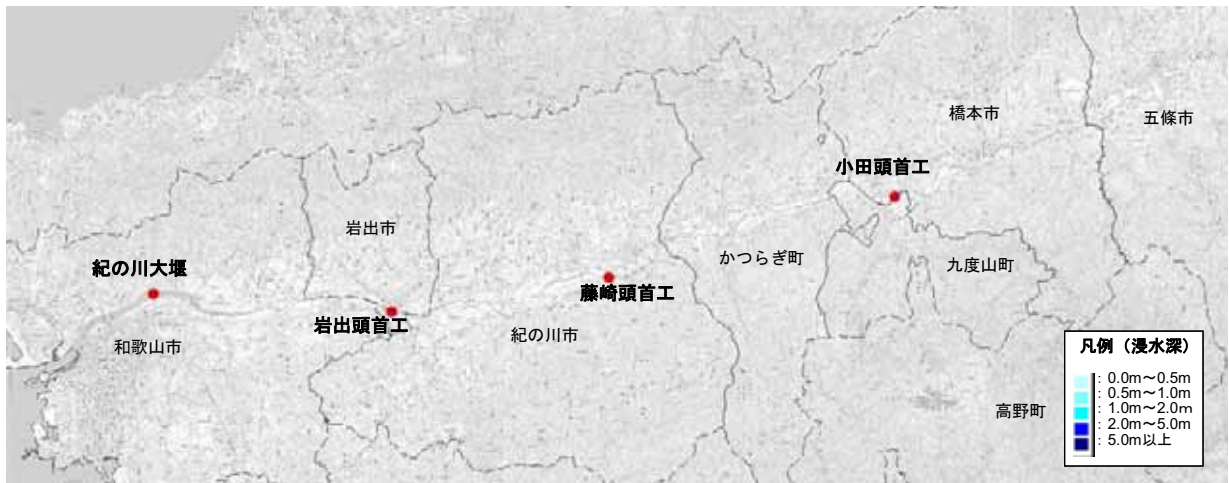 橋本市
五條市
小田頭首工
岩出市
かつらぎ町
九度山町
紀の川大堰
藤崎頭首工
岩出頭首工
紀の川市
和歌山市
高野町
凡例（浸水深）
: 0.0m～0.5m
: 0.5m～1.0m
: 1.0m～2.0m
: 2.0m～5.0m
: 5.0m以上